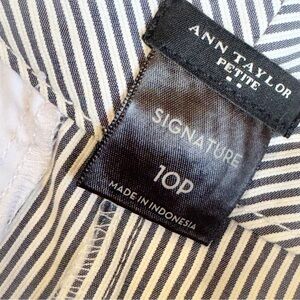 ANN TAYLOR
PETITE
SIGNATURE
10P
MADE IN INDONESIA